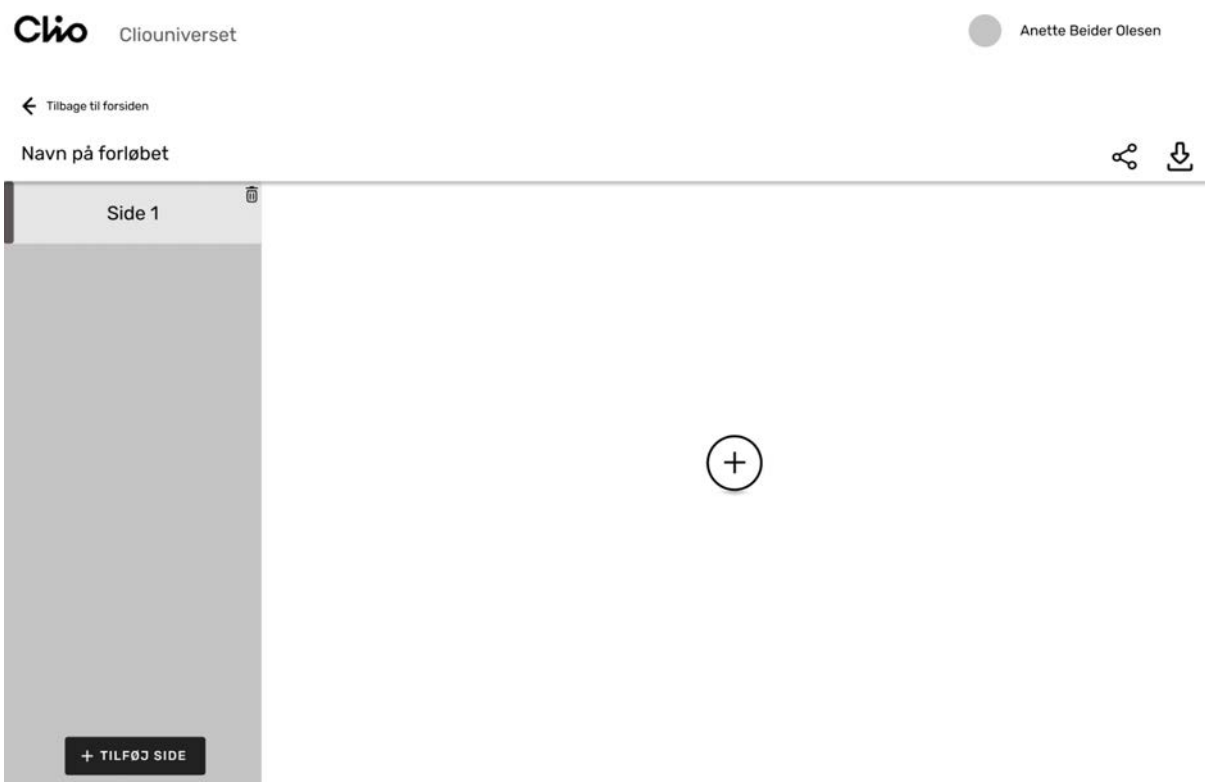 Clio Cliouniverset
Anette Beider Olesen
Tilbage til forsiden
Navn på forløbet
Side 1
+ TILFØJ SIDE